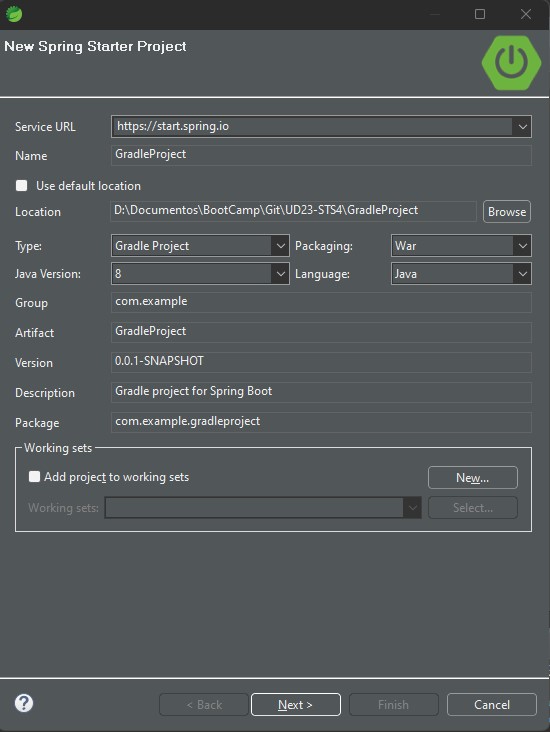 New Spring Starter Project
Service URL https://start.spring.io
Name GradleProject
Use default location
Location D:\Documentos\BootCamp\Git\UD23-STS4\GradleProject Browse
Type: Gradle Project Packaging: War
Java Version: 8 Language: Java
Group com.example
Artifact GradleProject
Version 0.0.1-SNAPSHOT
Description Gradle project for Spring Boot
Package com.example.gradleproject
Working sets
Add project to working sets New...
Working sets: Select...
? < Back Next > Finish Cancel